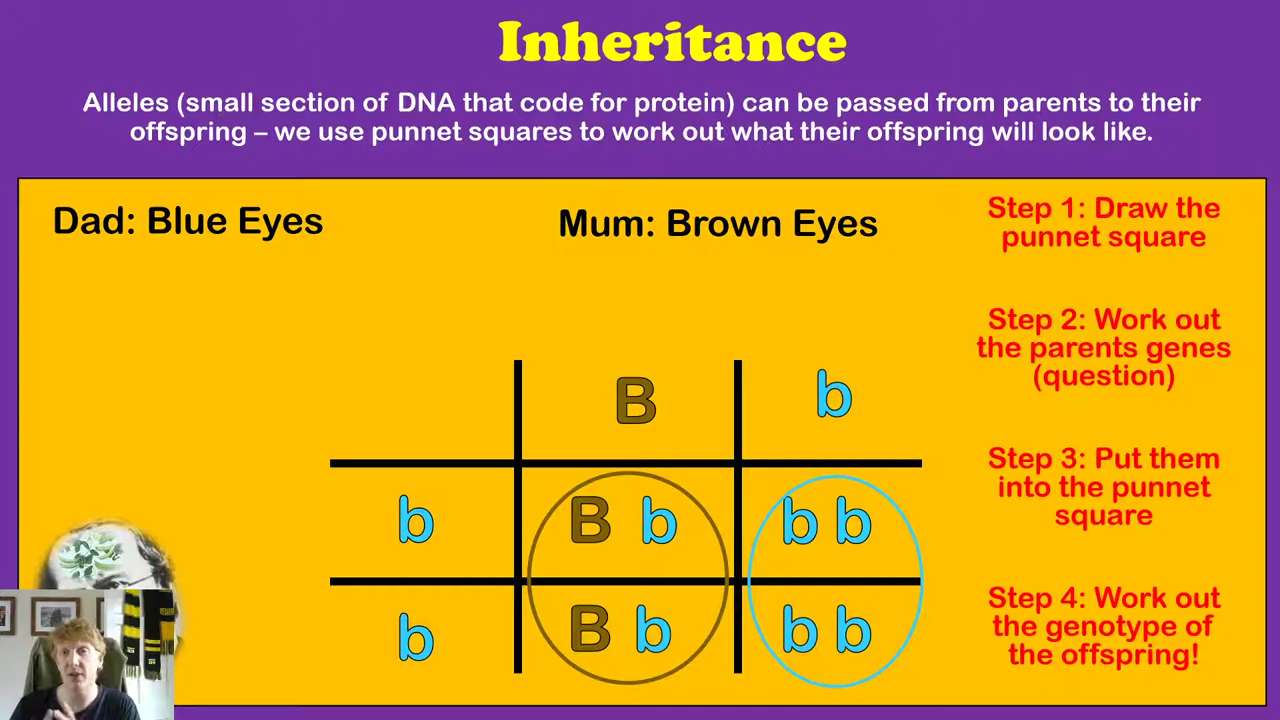 Inheritance
Alleles (small section of DNA that code for protein) can be passed from parents to their
offspring – we use punnet squares to work out what their offspring will look like.
Dad: Blue Eyes
Mum: Brown Eyes
Step 1: Draw the
punnet square
Step 2: Work out
the parents genes
(question)
Step 3: Put them
into the punnet
square
Step 4: Work out
the genotype of
the offspring!
B b
b B b b b
b B b b b